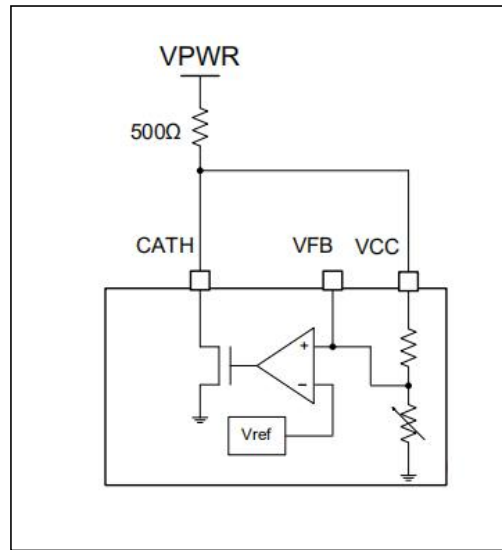 VPWR
500Ω
CATH VFB VCC
+
−
Vref